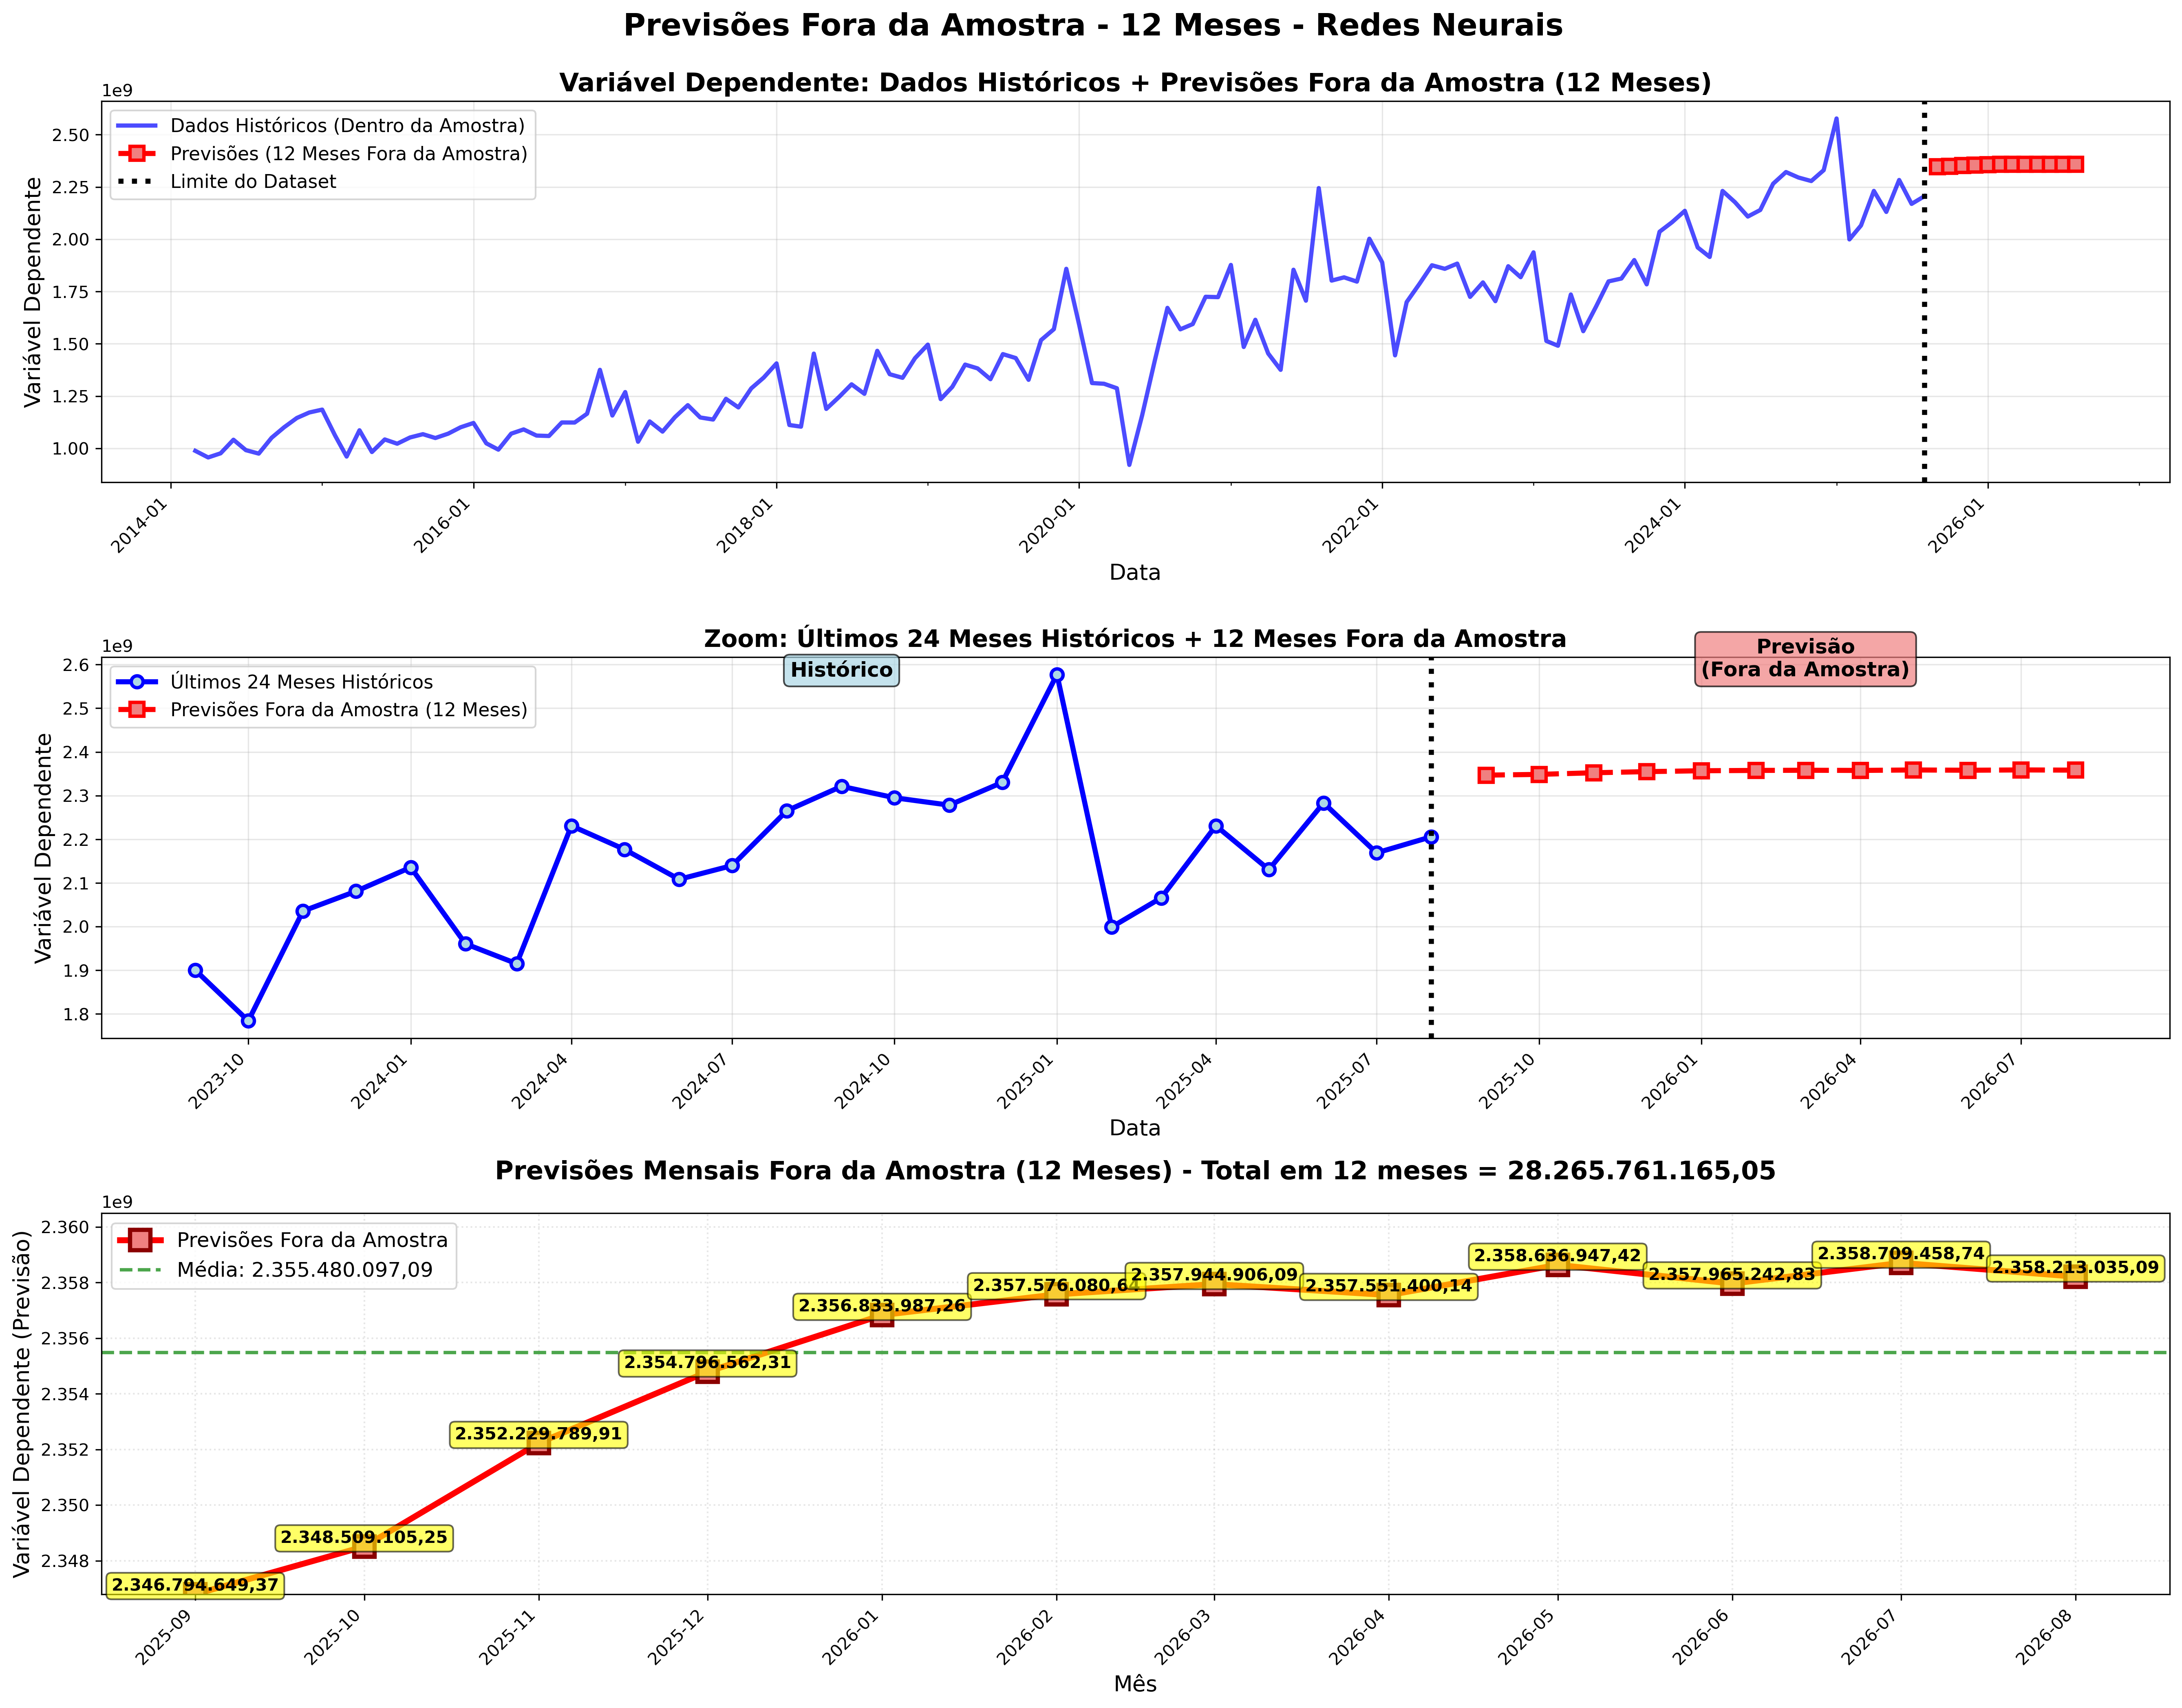 Previsões Fora da Amostra - 12 Meses - Redes Neurais
Variável Dependente: Dados Históricos + Previsões Fora da Amostra (12 Meses)
1e9
Dados Históricos (Dentro da Amostra)
Previsões (12 Meses Fora da Amostra)
Limite do Dataset
Variável Dependente
2.50
2.25
2.00
1.75
1.50
1.25
1.00
2014-01
2016-01
2018-01
2020-01
2022-01
2024-01
2026-01
Data
Zoom: Últimos 24 Meses Históricos + 12 Meses Fora da Amostra
1e9
Histórico
Previsão
(Fora da Amostra)
Últimos 24 Meses Históricos
Previsões Fora da Amostra (12 Meses)
Variável Dependente
2.6
2.5
2.4
2.3
2.2
2.1
2.0
1.9
1.8
2023-10
2024-01
2024-04
2024-07
2024-10
2025-01
2025-04
2025-07
2025-10
2026-01
2026-04
2026-07
Data
Previsões Mensais Fora da Amostra (12 Meses) - Total em 12 meses = 28.265.761.165,05
1e9
Previsões Fora da Amostra
Média: 2.355.480.097,09
Variável Dependente (Previsão)
2.360
2.358
2.356
2.354
2.352
2.350
2.348
2.346.794.649,37
2.348.509.105,25
2.352.229.789,91
2.354.796.562,31
2.356.833.987,26
2.357.576.080,64
2.357.944.906,09
2.357.551.400,14
2.358.636.947,42
2.357.965.242,83
2.358.709.458,74
2.358.213.035,09
2025-09
2025-10
2025-11
2025-12
2026-01
2026-02
2026-03
2026-04
2026-05
2026-06
2026-07
2026-08
Mês